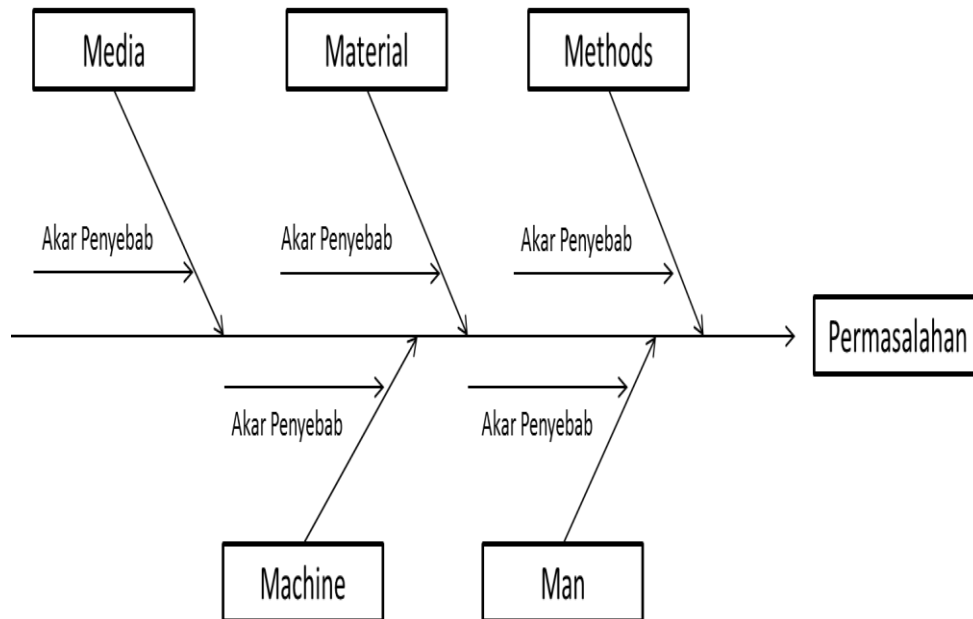 Media
Material
Methods
Akar Penyebab
Akar Penyebab
Akar Penyebab
Permasalahan
Akar Penyebab
Akar Penyebab
Machine
Man